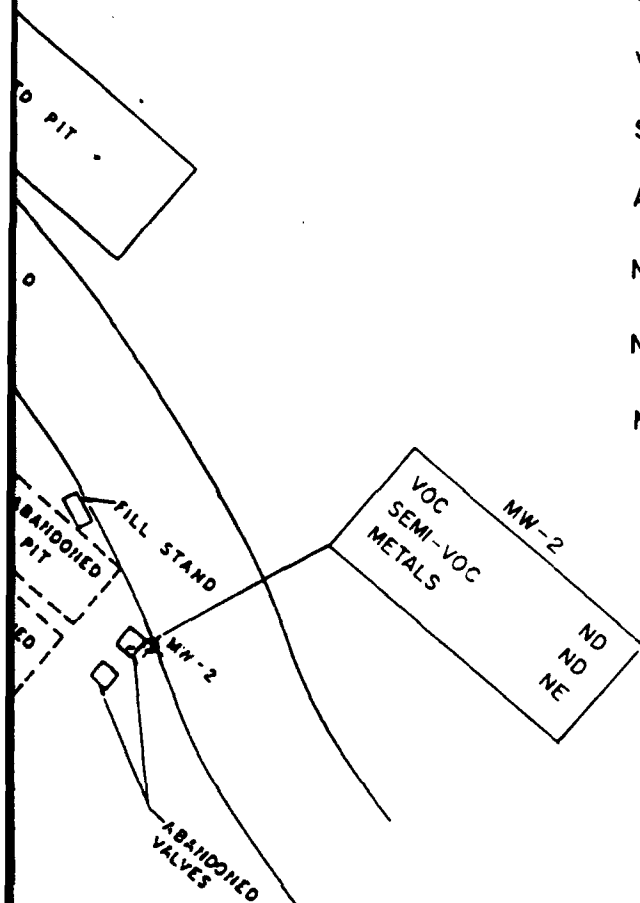 PIT
FILL STAND
ABANDONED
PIT
MW-2
VOC
SEMI-VOC
METALS
ND
ND
NE
MW-2
ABANDONED
VALVES